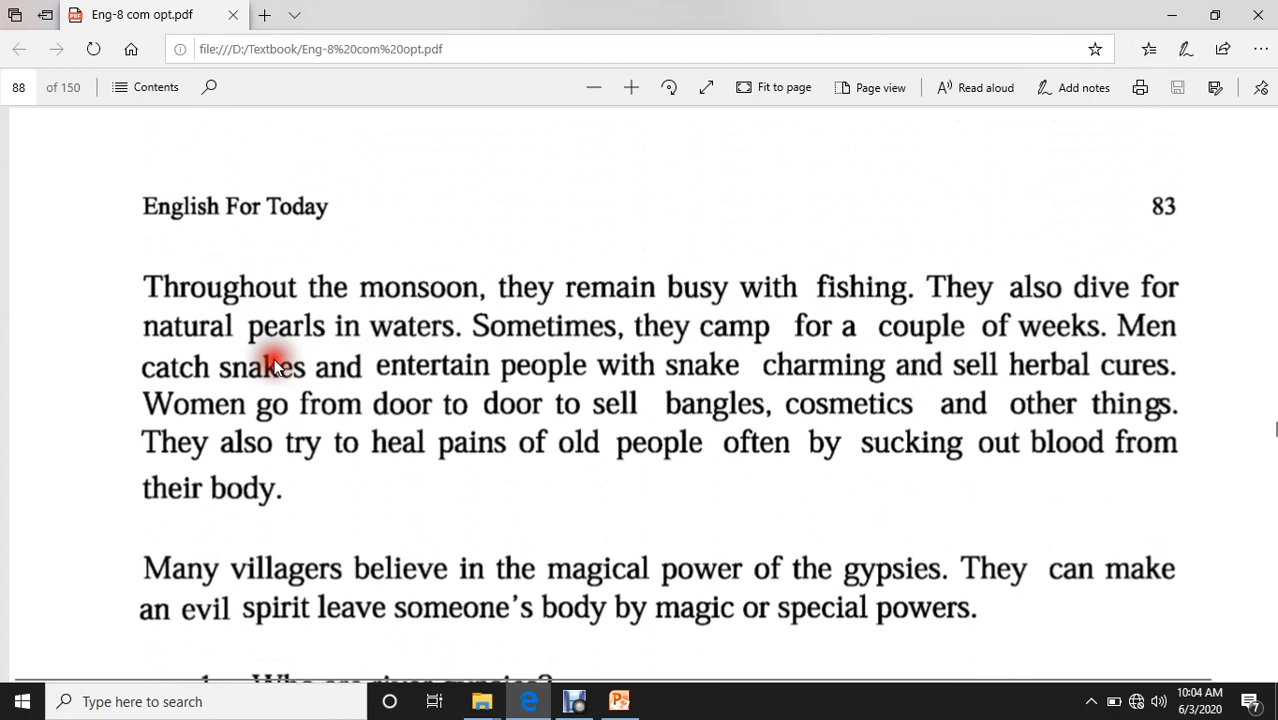 Eng-8 com opt.pdf
file:///D:/Textbook/Eng-8%20com%20opt.pdf
88 of 150 Contents Fit to page Page view Read aloud Add notes
English For Today 83
Throughout the monsoon, they remain busy with fishing. They also dive for
natural pearls in waters. Sometimes, they camp for a couple of weeks. Men
catch snakes and entertain people with snake charming and sell herbal cures.
Women go from door to door to sell bangles, cosmetics and other things.
They also try to heal pains of old people often by sucking out blood from
their body.
Many villagers believe in the magical power of the gypsies. They can make
an evil spirit leave someone's body by magic or special powers.
1. Who are river gypsies?
Type here to search
10:04 AM
6/3/2020
7